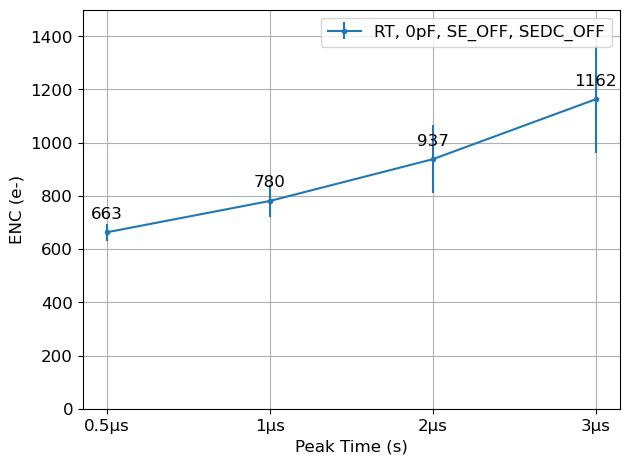 RT, 0pF, SE_OFF, SEDC_OFF
1400
1200
1000
800
600
400
200
0
ENC (e-)
663
780
937
1162
0.5μs
1μs
2μs
3μs
Peak Time (s)